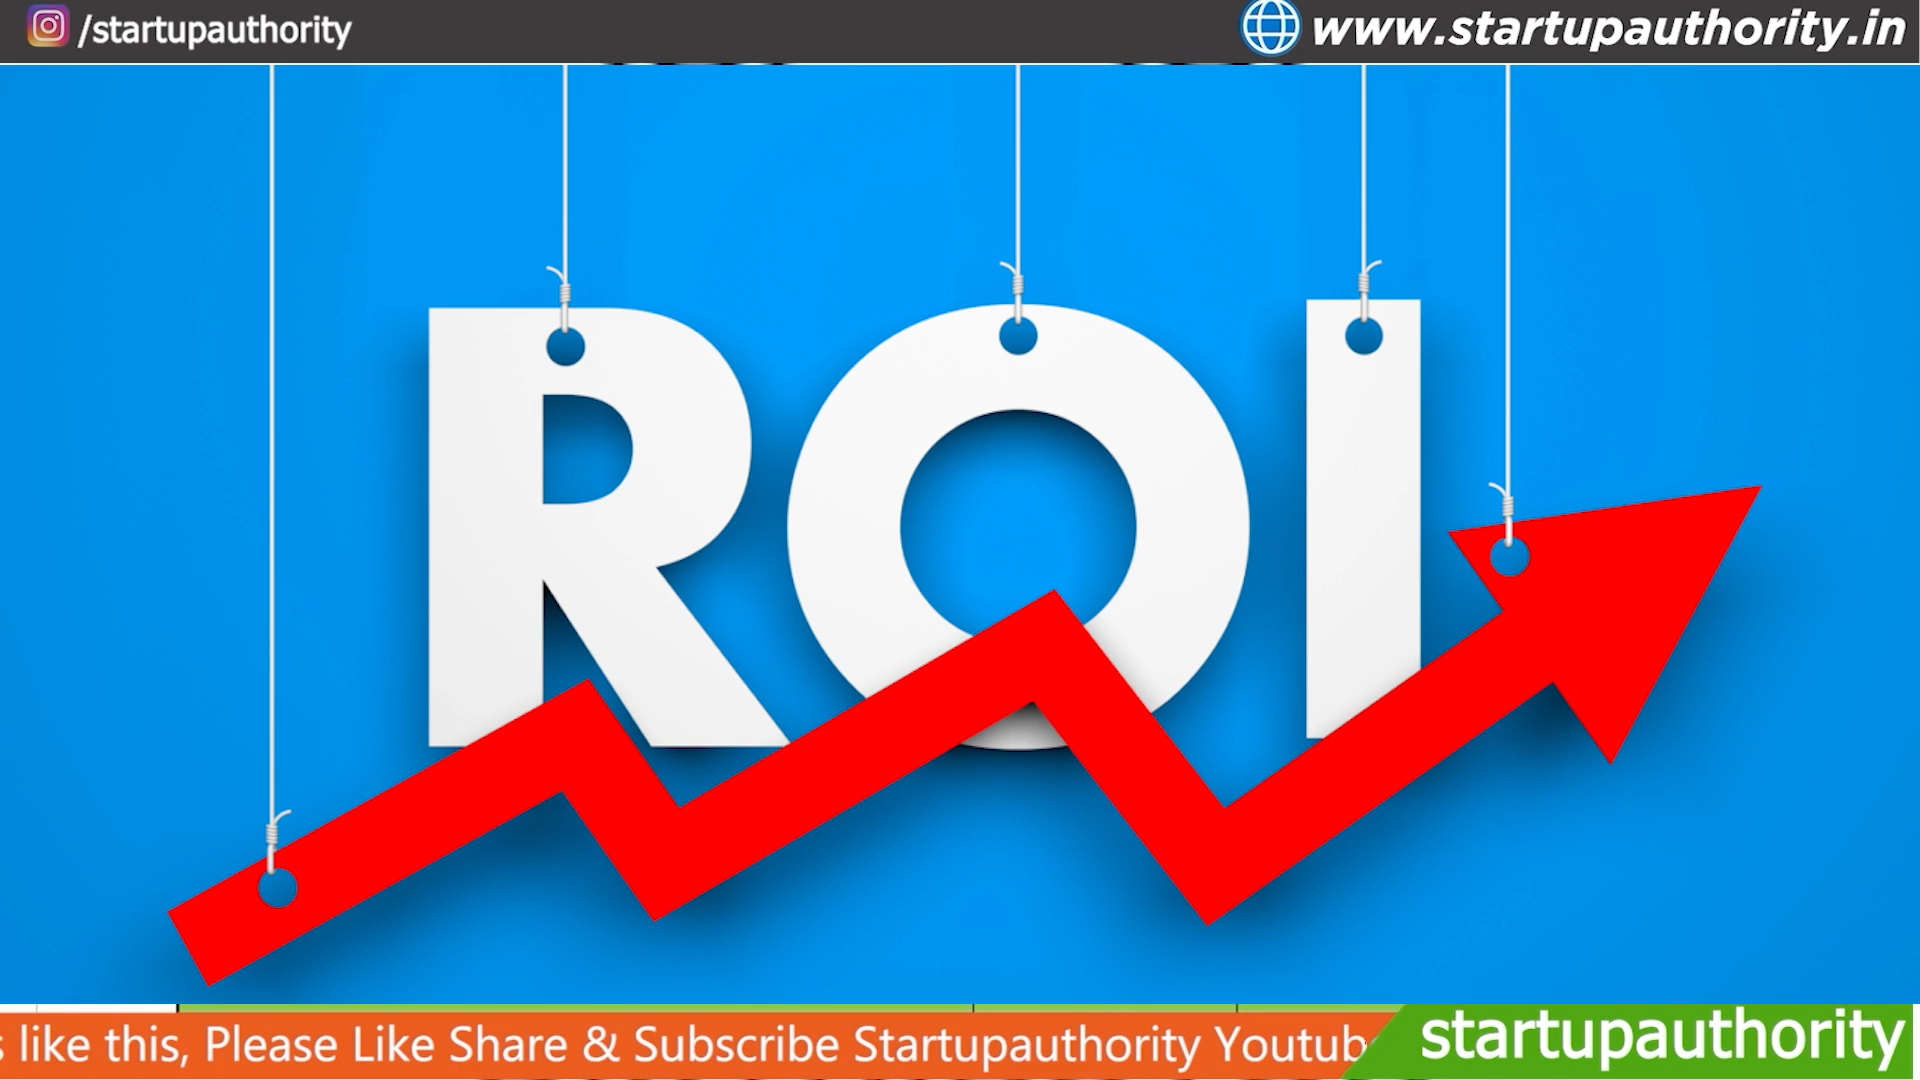 /startupauthority
www.startupauthority.in
ROI
like this, Please Like Share & Subscribe Startupauthority
startupauthority